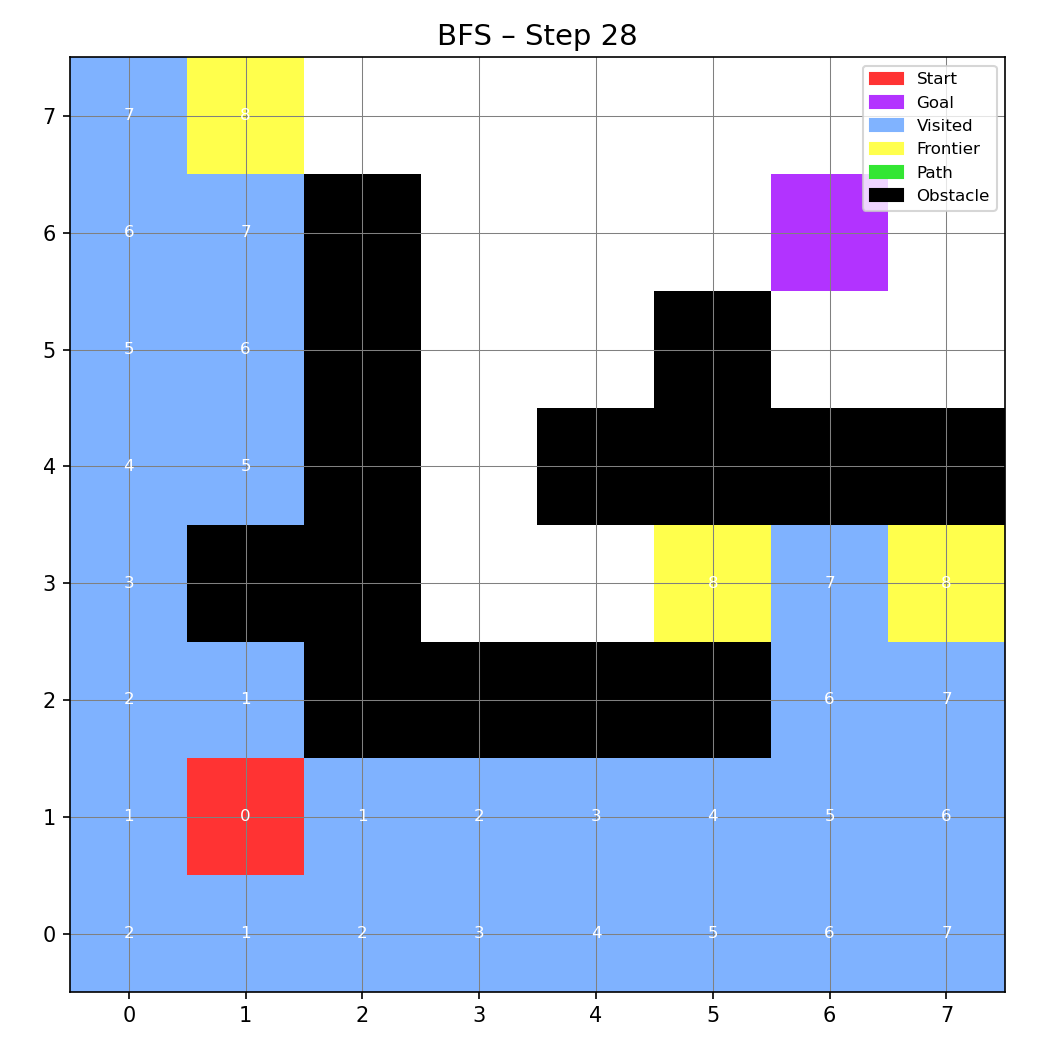 BFS – Step 28
7 7 8
Start
Goal
Visited
Frontier
Path
Obstacle
6 6 7
5 5 6
4 4 5
3 3 8 7 8
2 2 1 6 7
1 1 0 1 2 3 4 5 6
0 2 1 2 3 4 5 6 7
0 1 2 3 4 5 6 7